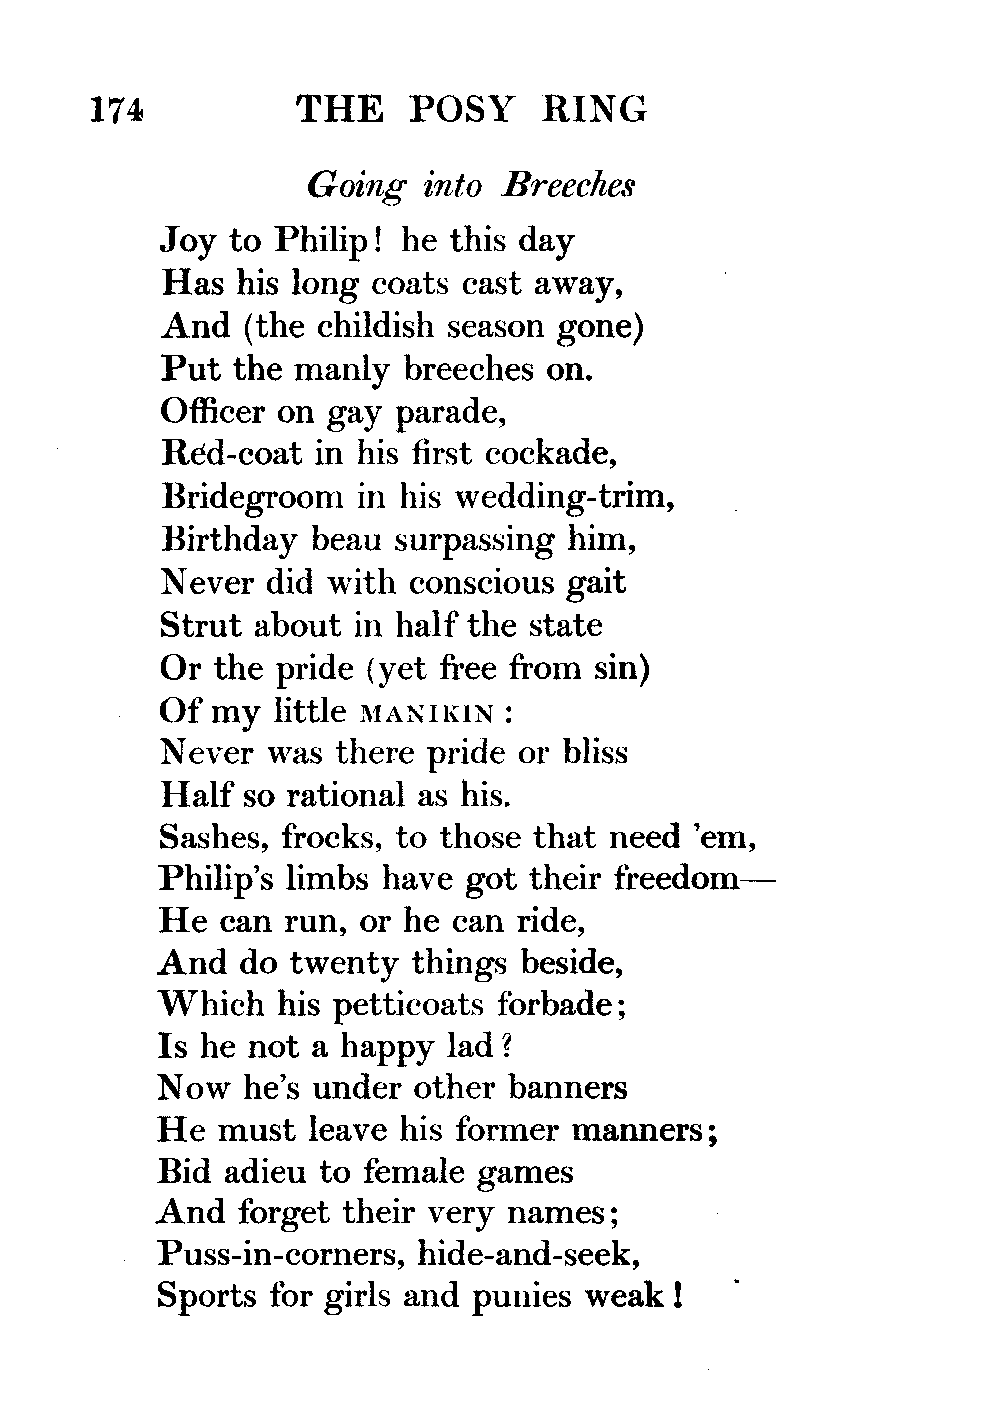 174 THE POSY RING
Going into Breeches
Joy to Philip! he this day
Has his long coats cast away,
And (the childish season gone)
Put the manly breeches on.
Officer on gay parade,
Red-coat in his first cockade,
Bridegroom in his wedding-trim,
Birthday beau surpassing him,
Never did with conscious gait
Strut about in half the state
Or the pride (yet free from sin)
Of my little MANIKIN :
Never was there pride or bliss
Half so rational as his.
Sashes, frocks, to those that need 'em,
Philip's limbs have got their freedom—
He can run, or he can ride,
And do twenty things beside,
Which his petticoats forbade;
Is he not a happy lad?
Now he's under other banners
He must leave his former manners;
Bid adieu to female games
And forget their very names;
Puss-in-corners, hide-and-seek,
Sports for girls and punies weak!